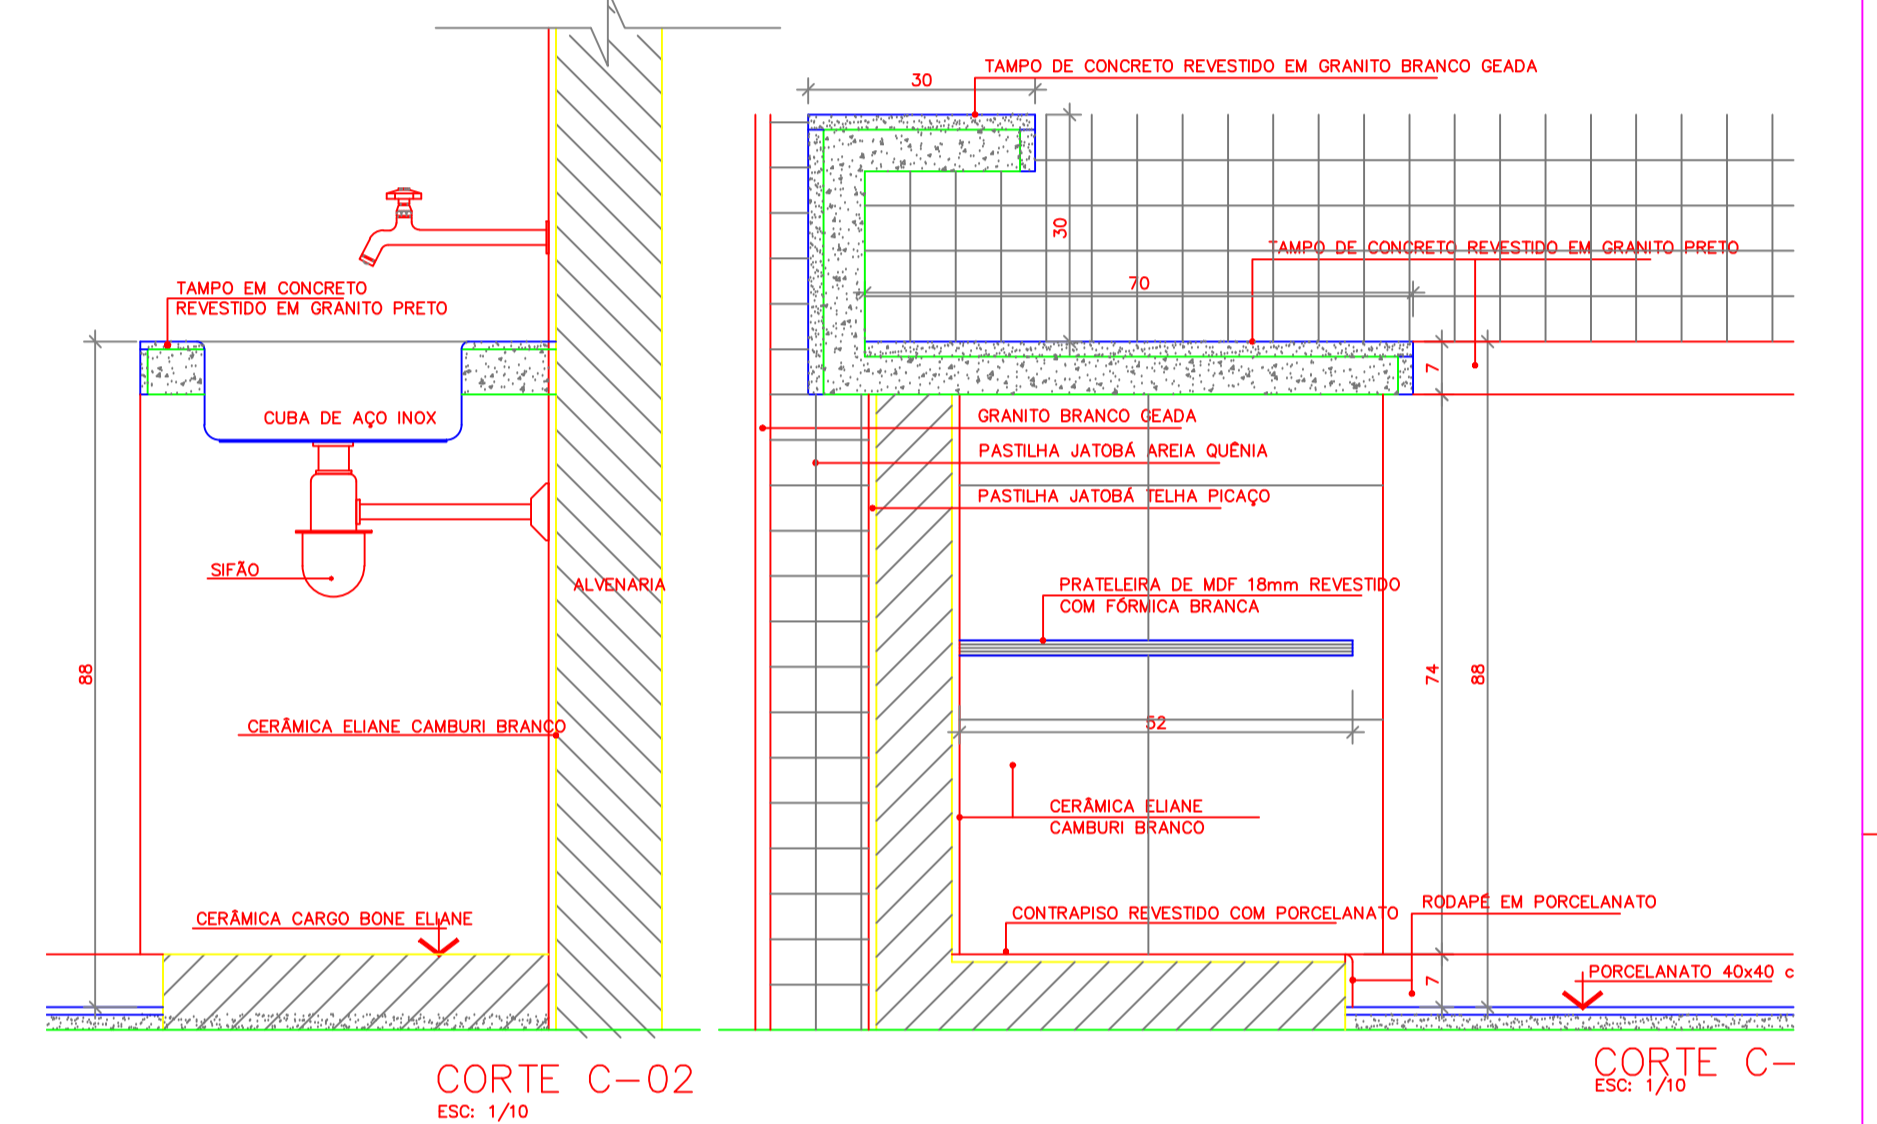 TAMPO DE CONCRETO REVESTIDO EM GRANITO BRANCO GEADA
30
30
TAMPO DE CONCRETO REVESTIDO EM GRANITO PRETO
70
TAMPO EM CONCRETO
REVESTIDO EM GRANITO PRETO
7
CUBA DE AÇO INOX
GRANITO BRANCO GEADA
PASTILHA JATOBÁ AREIA QUÊNIA
PASTILHA JATOBÁ TELHA PICAÇO
SIFÃO
ALVENARIA
PRATELEIRA DE MDF 18mm REVESTIDO
COM FÓRMICA BRANCA
88
74
88
52
CERÂMICA ELIANE CAMBURI BRANCO
CERÂMICA ELIANE
CAMBURI BRANCO
CERÂMICA CARGO BONE ELIANE
CONTRAPISO REVESTIDO COM PORCELANATO
RODAPÉ EM PORCELANATO
7
PORCELANATO 40x40 c
CORTE C-02
ESC: 1/10
CORTE C-
ESC: 1/10